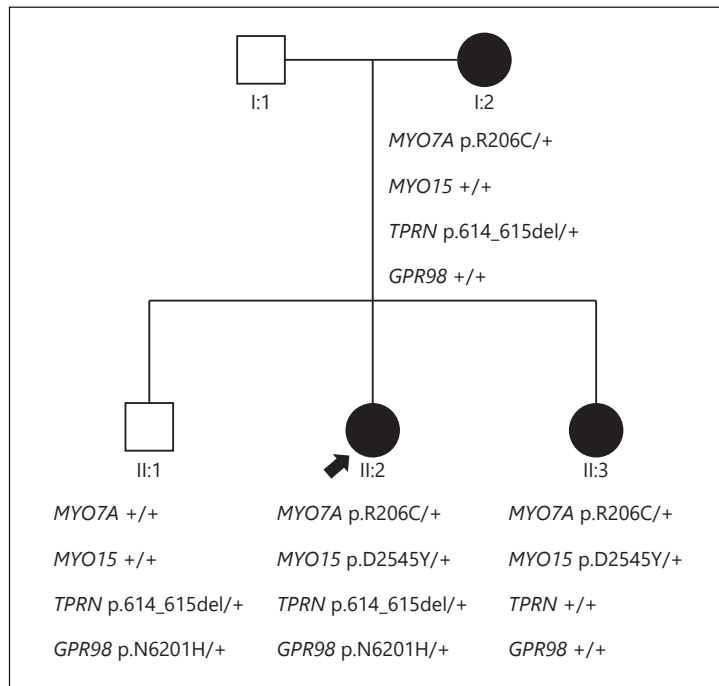 I:1
I:2
MYO7A p.R206C/+
MYO15 +/+
TPRN p.614_615del/+
GPR98 +/+
II:1
II:2
II:3
MYO7A +/+
MYO15 +/+
TPRN p.614_615del/+
GPR98 p.N6201H/+
MYO7A p.R206C/+
MYO15 p.D2545Y/+
TPRN p.614_615del/+
GPR98 p.N6201H/+
MYO7A p.R206C/+
MYO15 p.D2545Y/+
TPRN +/+
GPR98 +/+